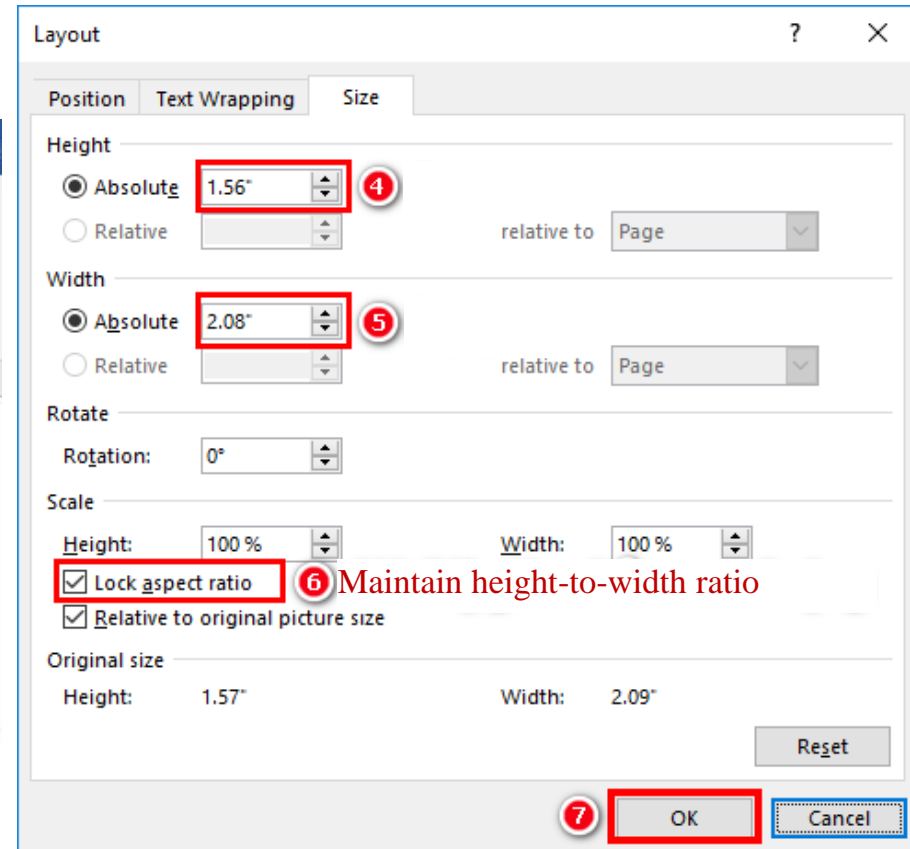 Layout ?
Position Text Wrapping Size
Height
Absolute 1.56" 4
Relative relative to Page
Width
Absolute 2.08" 5
Relative relative to Page
Rotate
Rotation: 0°
Scale
Height: 100 % Width: 100 %
Lock aspect ratio 6 Maintain height-to-width ratio
Relative to original picture size
Original size
Height: 1.57" Width: 2.09"
Reset
7 OK Cancel